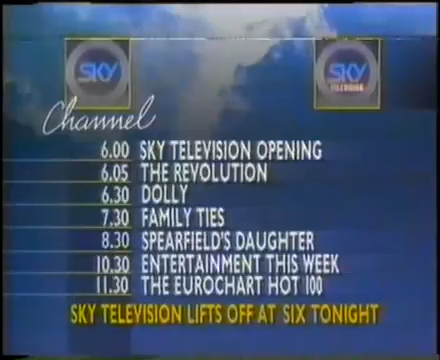 SKY
SKY
TELEVISION
Channel
6.00 SKY TELEVISION OPENING
6.05 THE REVOLUTION
6.30 DOLLY
7.30 FAMILY TIES
8.30 SPEARFIELD'S DAUGHTER
10.30 ENTERTAINMENT THIS WEEK
11.30 THE EUROCHART HOT 100
SKY TELEVISION LIFTS OFF AT SIX TONIGHT